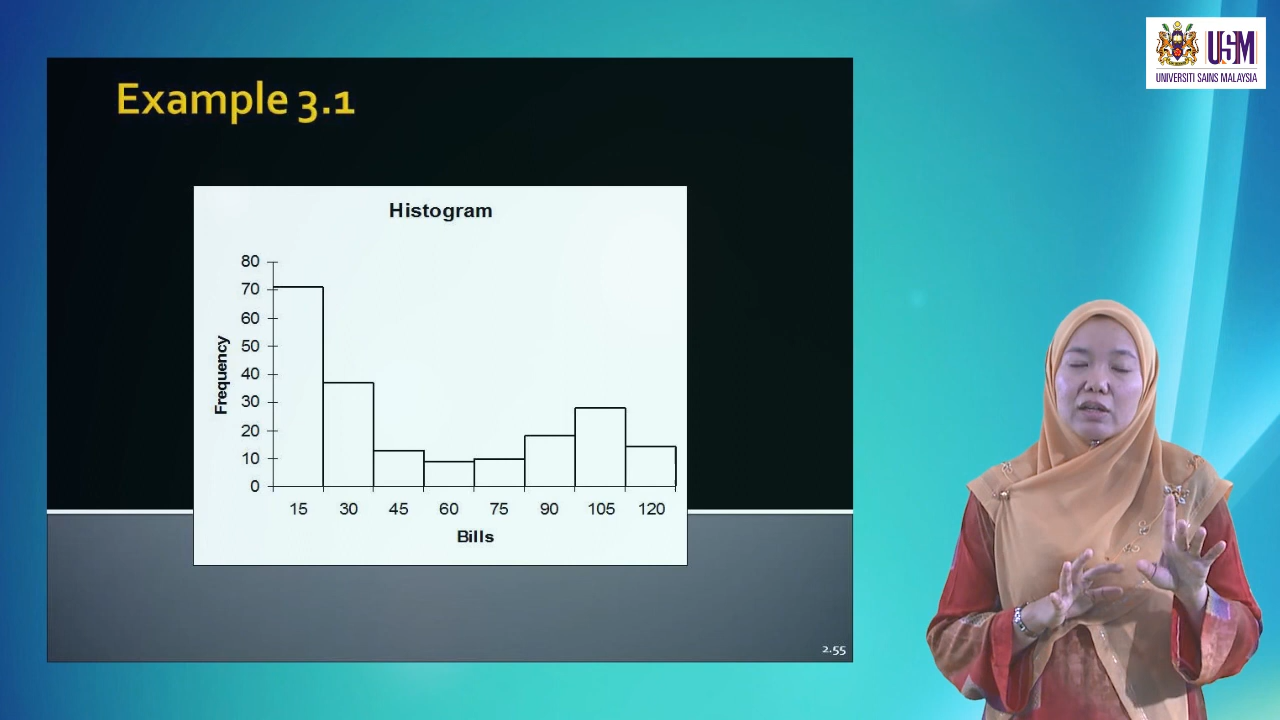 USM
UNIVERSITI SAINS MALAYSIA
Example 3.1
Histogram
80
70
60
50
40
30
20
10
0
Frequency
15 30 45 60 75 90 105 120
Bills
2.55